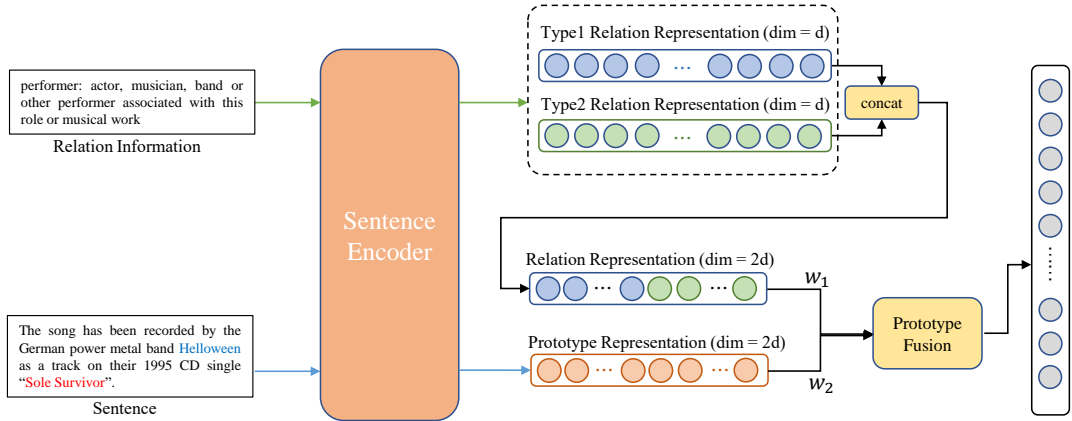 performer: actor, musician, band or
other performer associated with this
role or musical work
Relation Information
The song has been recorded by the
German power metal band Helloween
as a track on their 1995 CD single
“Sole Survivor”.
Sentence
Sentence
Encoder
Type1 Relation Representation (dim = d)
...
Type2 Relation Representation (dim = d)
...
concat
Relation Representation (dim = 2d)
... ...
w₁
Prototype Representation (dim = 2d)
... ...
w₂
Prototype
Fusion
......